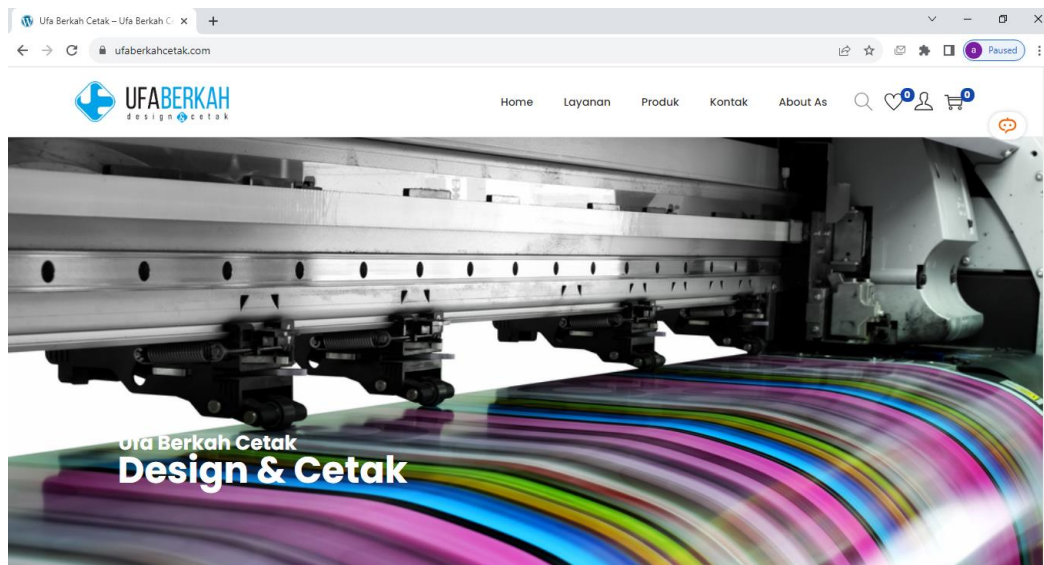 Ufa Berkah Cetak – Ufa Berkah C
ufaberkahcetak.com
a Paused
UFABERKAH
design & cetak
Home Layanan Produk Kontak About As
0 0
Ufa Berkah Cetak
Design & Cetak